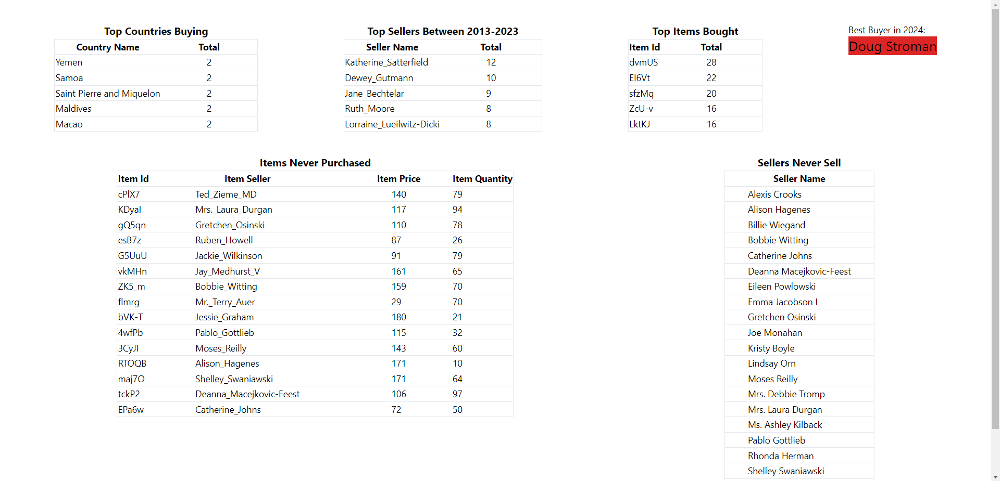 Top Countries Buying
Country Name Total
Yemen 2
Samoa 2
Saint Pierre and Miquelon 2
Maldives 2
Macao 2
Top Sellers Between 2013-2023
Seller Name Total
Katherine_Satterfield 12
Dewey_Gutmann 10
Jane_Bechtelar 9
Ruth_Moore 8
Lorraine_Lueilwitz-Dicki 8
Top Items Bought
Item Id Total
dvmUS 28
EI6Vt 22
sfzMq 20
ZcU-v 16
LktKJ 16
Best Buyer in 2024:
Doug Stroman
Items Never Purchased
Item Id Item Seller Item Price Item Quantity
cPlX7 Ted_Zieme_MD 140 79
KDyaI Mrs._Laura_Durgan 117 94
gQ5qn Gretchen_Osinski 110 78
esB7z Ruben_Howell 87 26
G5UuU Jackie_Wilkinson 91 79
vkMHn Jay_Medhurst_V 161 65
ZK5_m Bobbie_Witting 159 70
flmrg Mr._Terry_Auer 29 70
bVK-T Jessie_Graham 180 21
4wfPb Pablo_Gottlieb 115 32
3CyJI Moses_Reilly 143 60
RTOQB Alison_Hagenes 171 10
maj7O Shelley_Swaniawski 171 64
tckP2 Deanna_Macejkovic-Feest 106 97
EPa6w Catherine_Johns 72 50
Sellers Never Sell
Seller Name
Alexis Crooks
Alison Hagenes
Billie Wiegand
Bobbie Witting
Catherine Johns
Deanna Macejkovic-Feest
Eileen Powlowski
Emma Jacobson I
Gretchen Osinski
Joe Monahan
Kristy Boyle
Lindsay Orn
Moses Reilly
Mrs. Debbie Tromp
Mrs. Laura Durgan
Ms. Ashley Kilback
Pablo Gottlieb
Rhonda Herman
Shelley Swaniawski